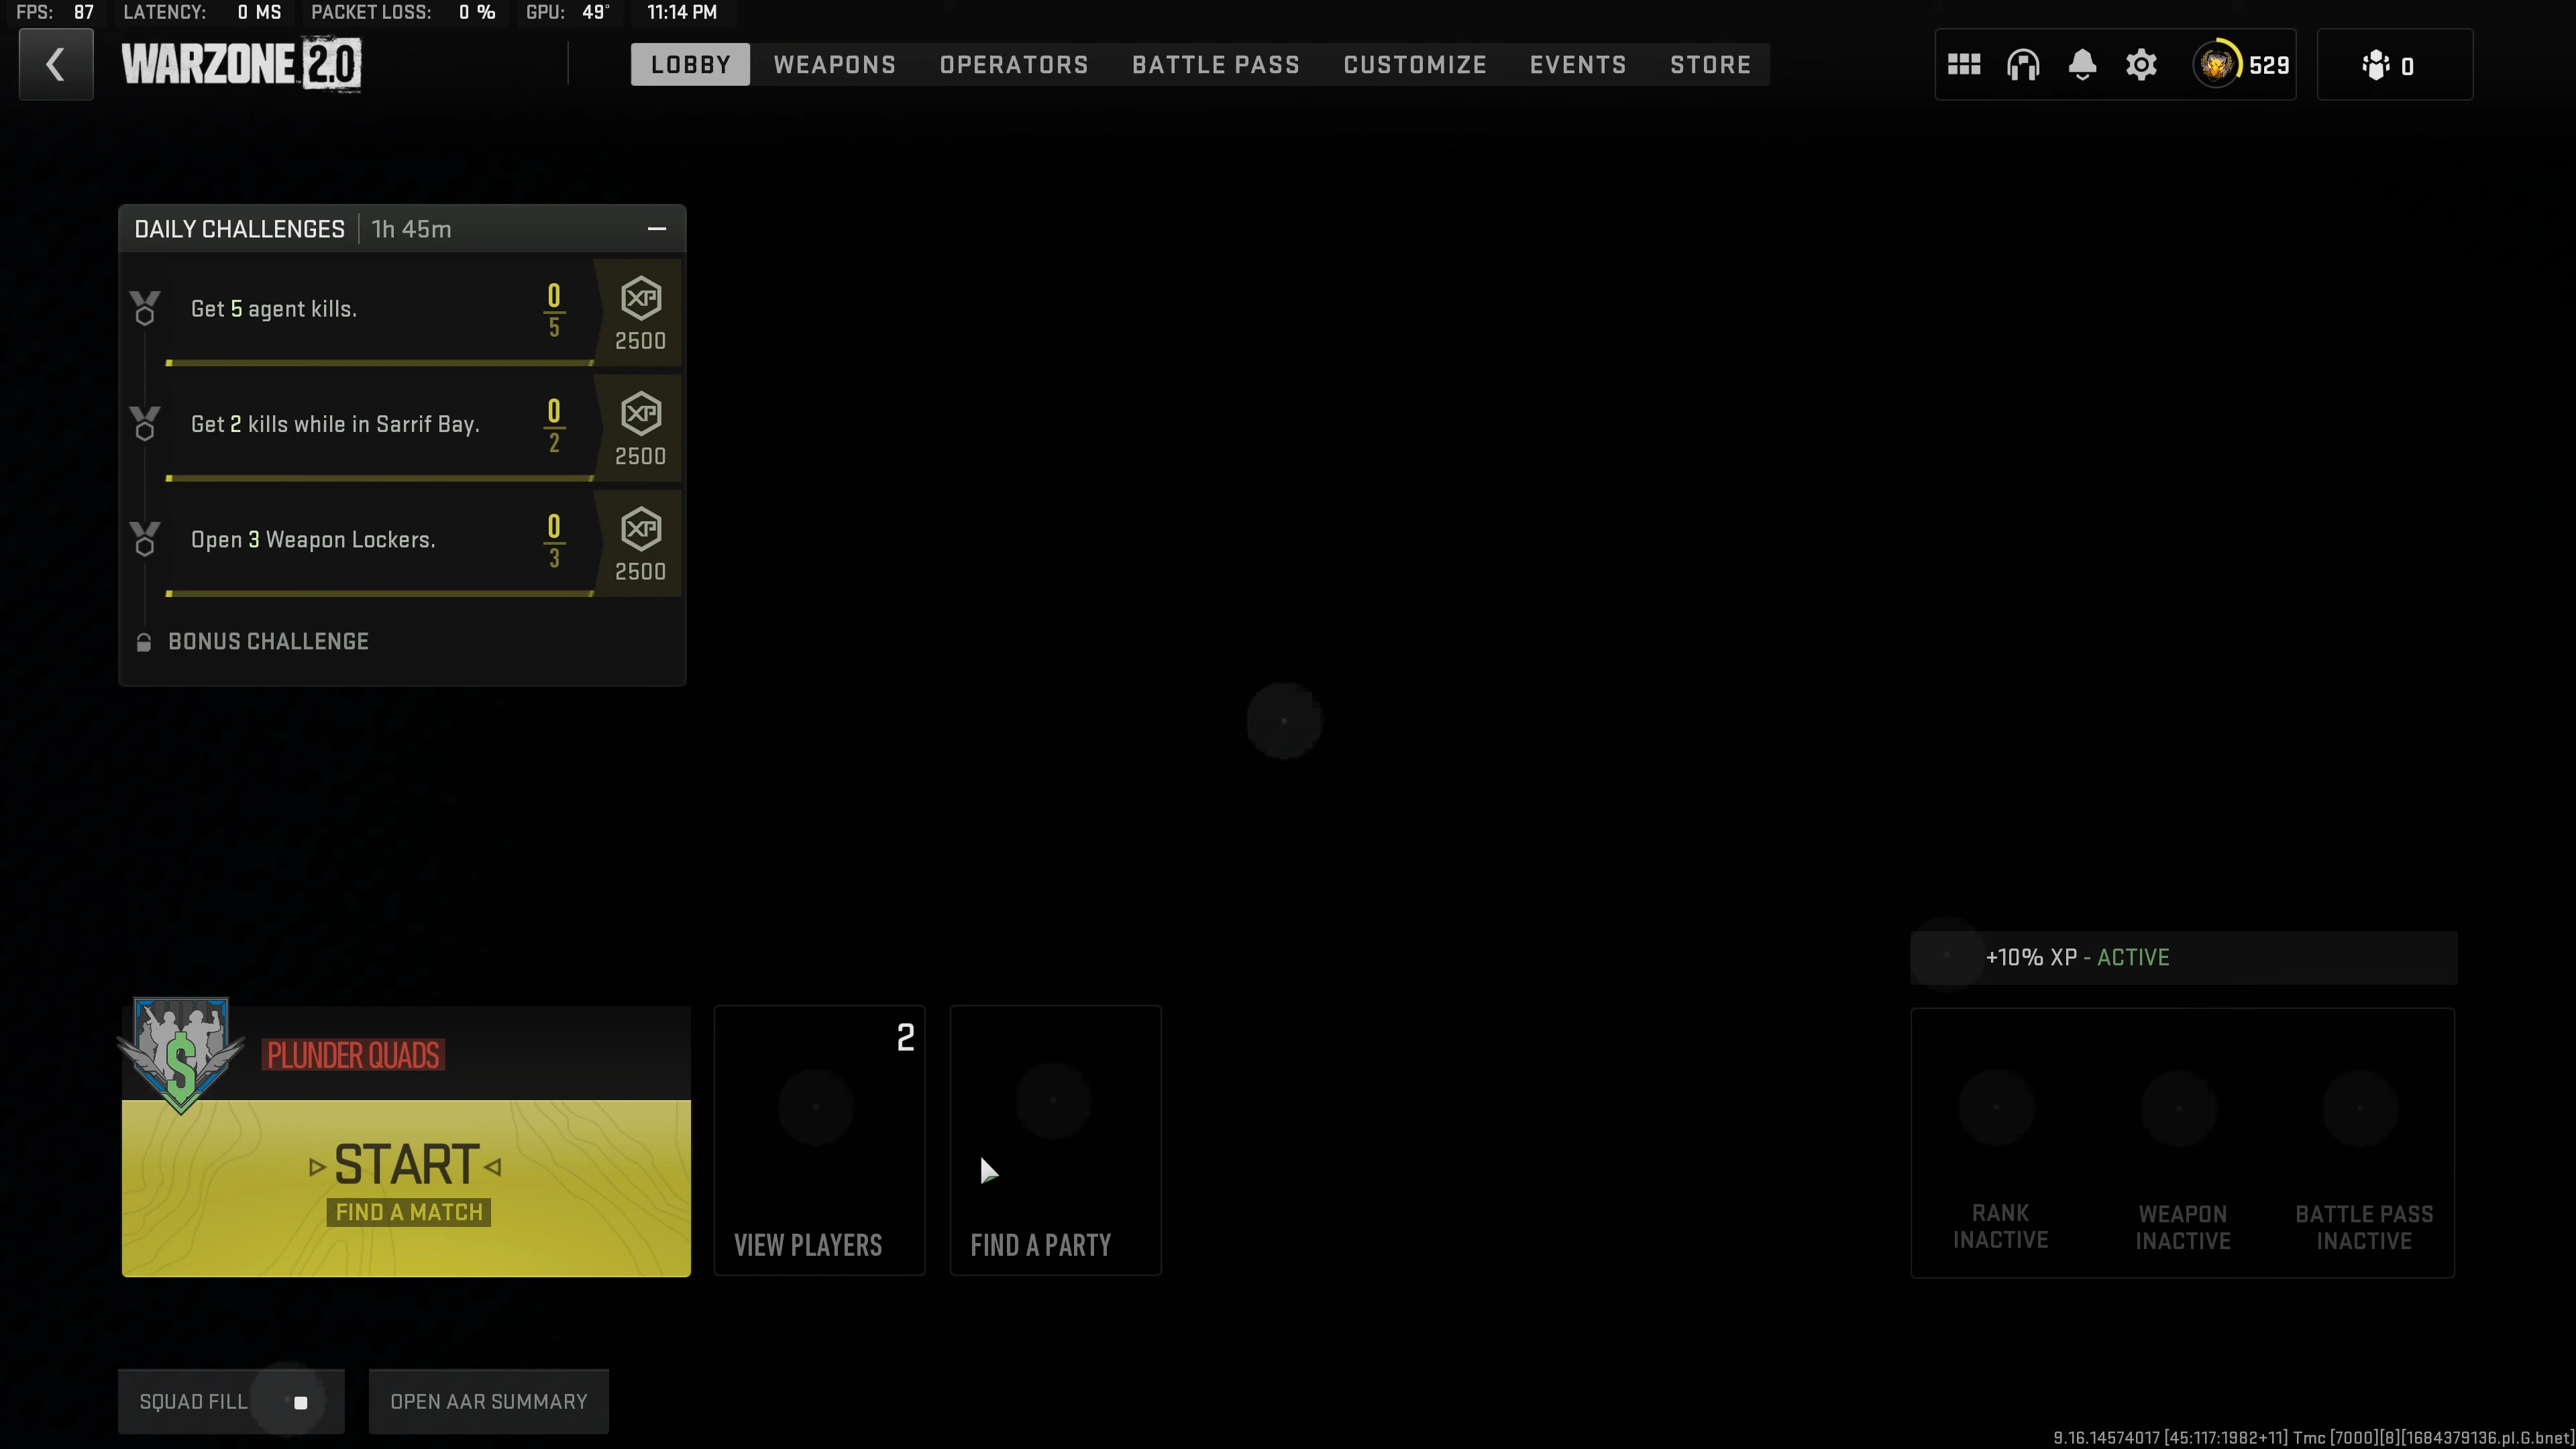 FPS: 87 LATENCY: 0 MS PACKET LOSS: 0 % GPU: 49° 11:14 PM
WARZONE 2.0
LOBBY WEAPONS OPERATORS BATTLE PASS CUSTOMIZE EVENTS STORE
529
0
DAILY CHALLENGES 1h 45m
Get 5 agent kills.
0
5
XP
2500
Get 2 kills while in Sarrif Bay.
0
2
XP
2500
Open 3 Weapon Lockers.
0
3
XP
2500
BONUS CHALLENGE
+10% XP - ACTIVE
$
PLUNDER QUADS
START
FIND A MATCH
2
VIEW PLAYERS
FIND A PARTY
RANK
INACTIVE
WEAPON
INACTIVE
BATTLE PASS
INACTIVE
SQUAD FILL
OPEN AAR SUMMARY
9.16.14574017 [45:117:1982+11] Tmc [7000][8][1684379136.pl.G.bnet]